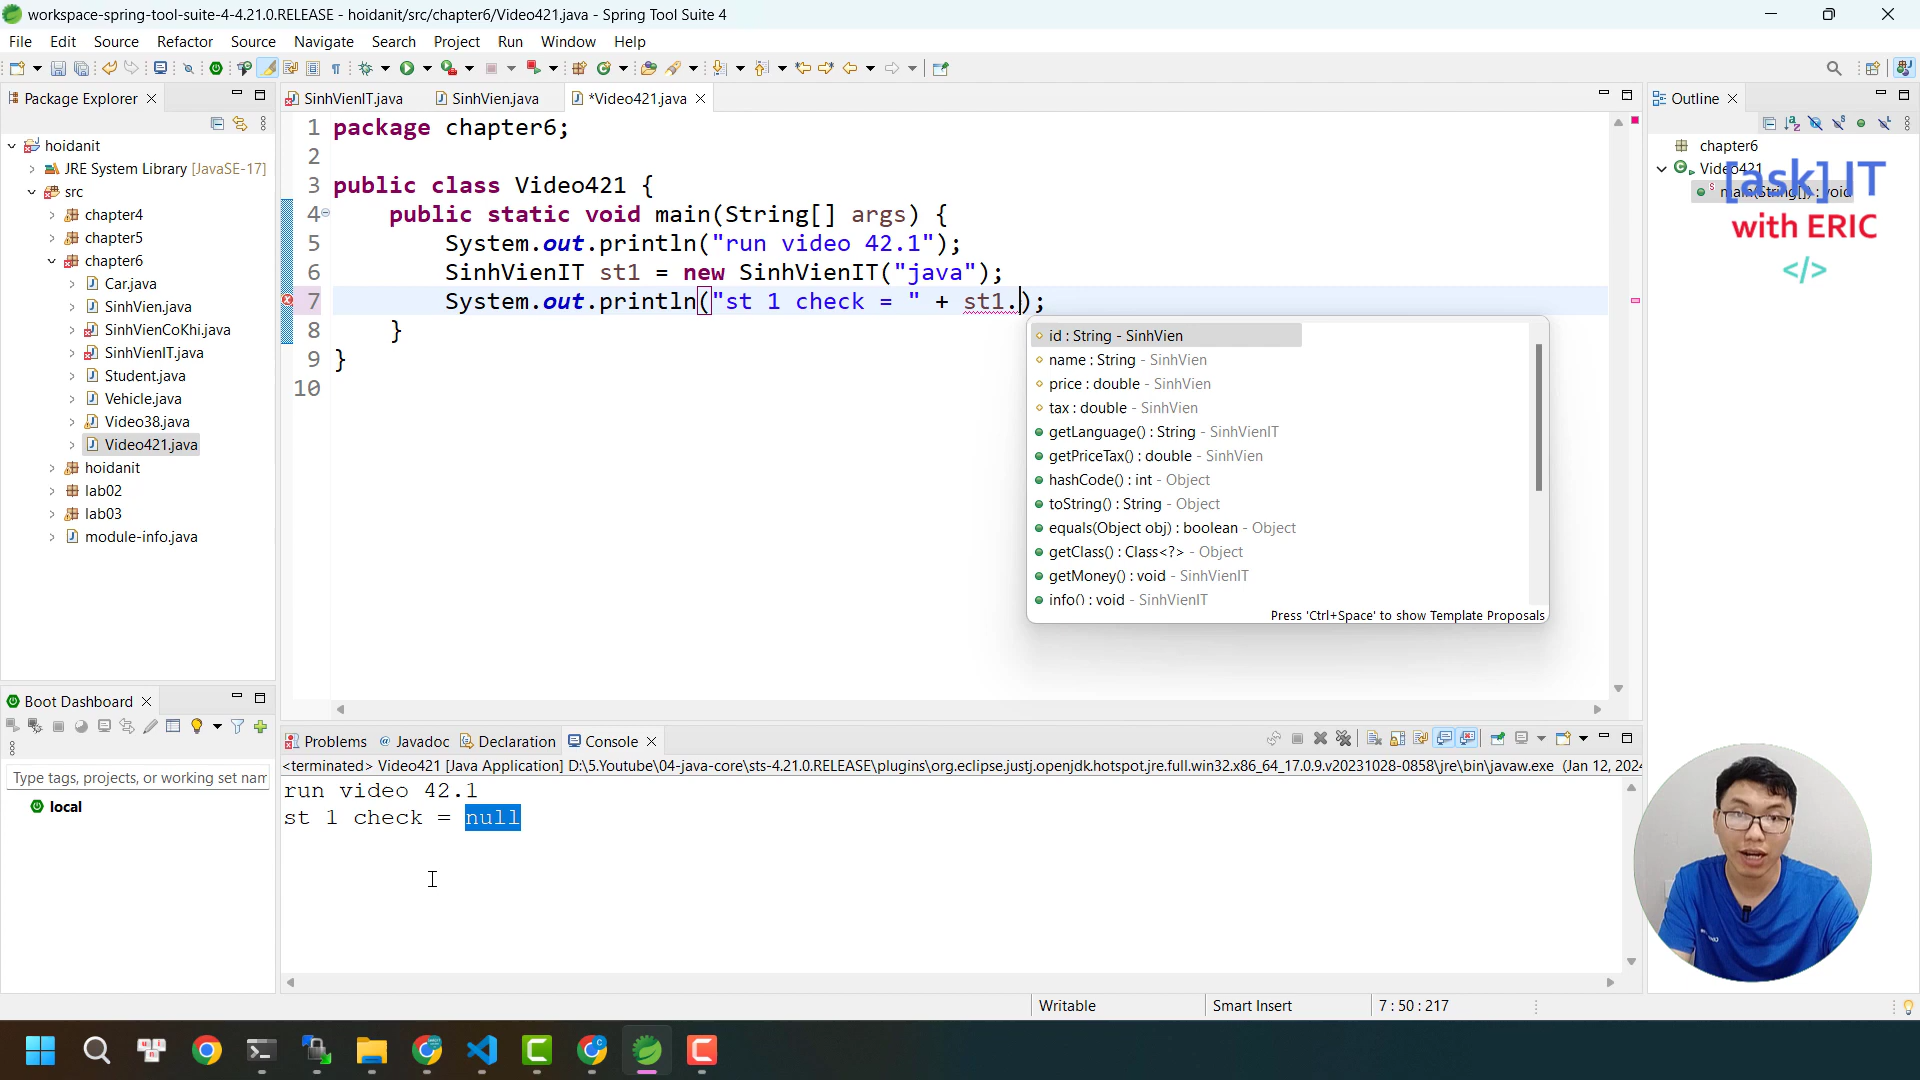 workspace-spring-tool-suite-4-4.21.0.RELEASE - hoidanit/src/chapter6/Video421.java - Spring Tool Suite 4
File Edit Source Refactor Source Navigate Search Project Run Window Help
Package Explorer
hoidanit
JRE System Library [JavaSE-17]
src
chapter4
chapter5
chapter6
Car.java
SinhVien.java
SinhVienCoKhi.java
SinhVienIT.java
Student.java
Vehicle.java
Video38.java
Video421.java
hoidanit
lab02
lab03
module-info.java
SinhVienIT.java SinhVien.java *Video421.java
1 package chapter6;
2
3 public class Video421 {
4 public static void main(String[] args) {
5 System.out.println("run video 42.1");
6 SinhVienIT st1 = new SinhVienIT("java");
7 System.out.println("st 1 check = " + st1.);
8 }
9 }
10
id : String - SinhVien
name : String - SinhVien
price : double - SinhVien
tax : double - SinhVien
getLanguage() : String - SinhVienIT
getPriceTax() : double - SinhVien
hashCode() : int - Object
toString() : String - Object
equals(Object obj) : boolean - Object
getClass() : Class<?> - Object
getMoney() : void - SinhVienIT
info() : void - SinhVienIT
Press 'Ctrl+Space' to show Template Proposals
Outline
chapter6
Video421
main(String[]) : void
[ask] IT
with ERIC
</>
Boot Dashboard
Type tags, projects, or working set nam
local
Problems Javadoc Declaration Console
<terminated> Video421 [Java Application] D:\5.Youtube\04-java-core\sts-4.21.0.RELEASE\plugins\org.eclipse.justj.openjdk.hotspot.jre.full.win32.x86_64_17.0.9.v20231028-0858\jre\bin\javaw.exe (Jan 12, 2024
run video 42.1
st 1 check = null
Writable Smart Insert 7 : 50 : 217